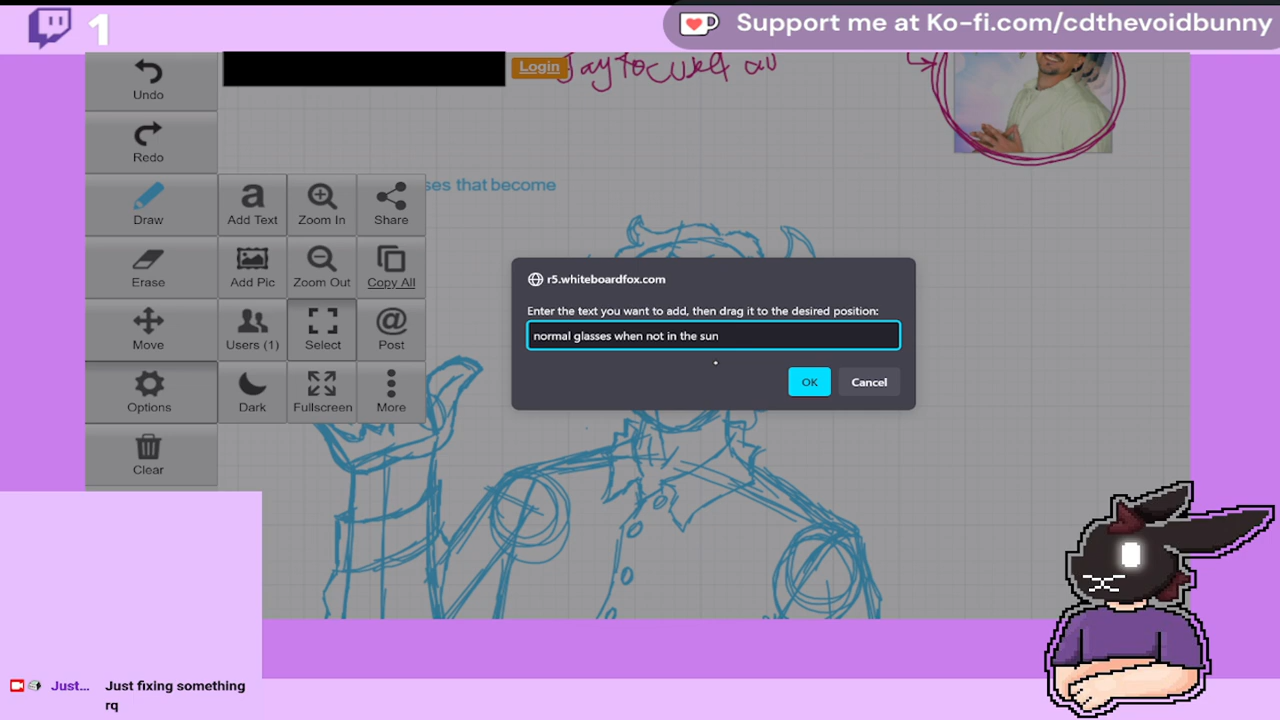 1
Support me at Ko-fi.com/cdthevoidbunny
Undo
Login
Redo
ses that become
Draw
Add Text
Zoom In
Share
r5.whiteboardfox.com
Erase
Add Pic
Zoom Out
Copy All
Enter the text you want to add, then drag it to the desired position:
normal glasses when not in the sun
Move
Users (1)
Select
@
Post
OK
Cancel
Options
Dark
Fullscreen
More
Clear
Just...
Just fixing something
rq